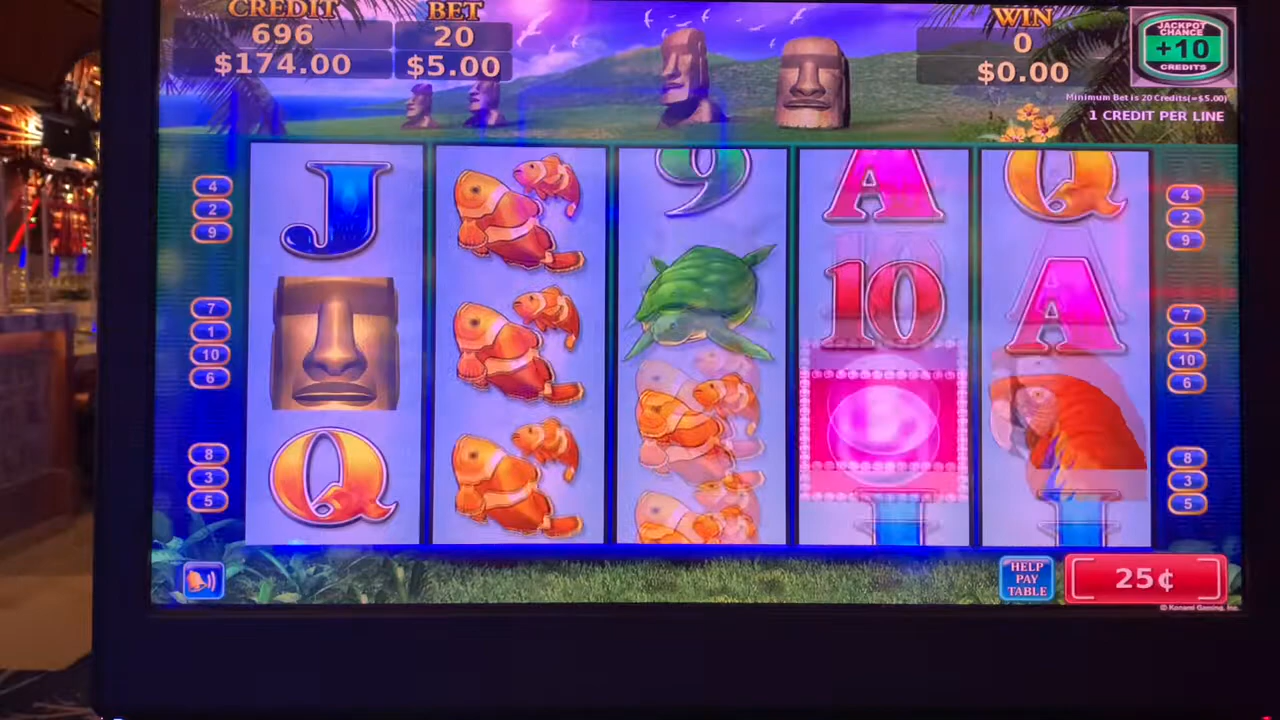 CREDIT
696
$174.00
BET
20
$5.00
WIN
0
$0.00
JACKPOT
CHANCE
+10
CREDITS
Minimum Bet is 20 Credits(=$5.00)
1 CREDIT PER LINE
4
2
9
7
1
10
6
8
3
5
J
Q
9
A
10
J
Q
A
J
4
2
9
7
1
10
6
8
3
5
HELP
PAY
TABLE
25¢
© Konami Gaming, Inc.